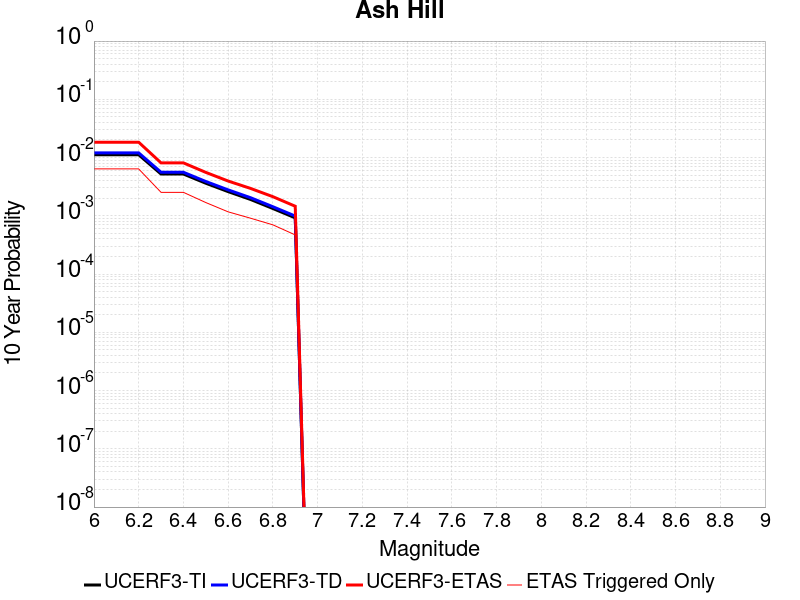 Ash Hill
10 Year Probability
10^0
10^-1
10^-2
10^-3
10^-4
10^-5
10^-6
10^-7
10^-8
6 6.2 6.4 6.6 6.8 7 7.2 7.4 7.6 7.8 8 8.2 8.4 8.6 8.8 9
Magnitude
UCERF3-TI UCERF3-TD UCERF3-ETAS ETAS Triggered Only